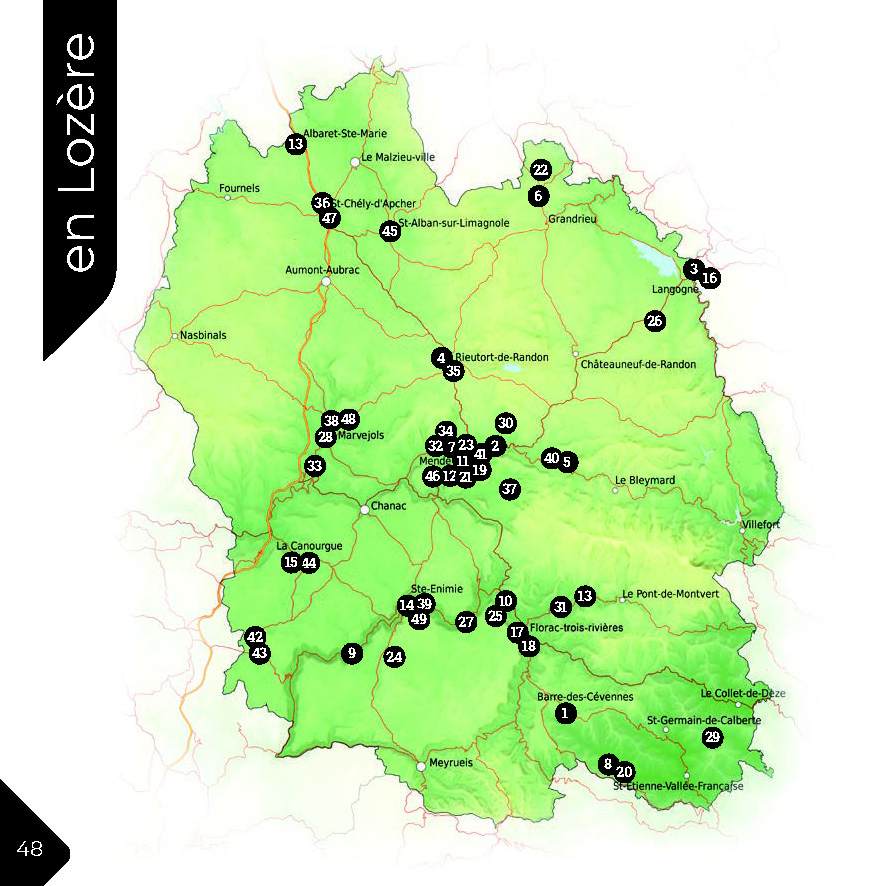 en Lozère
13
Albaret-Ste-Marie
Le Malzieu-ville
22
Fournels
6
36
St-Chély-d'Apcher
47
Grandrieu
45
St-Alban-sur-Limagnole
Aumont-Aubrac
3
16
Langogne
26
Nasbinals
4
Rieutort-de-Randon
35
Châteauneuf-de-Randon
38
48
30
28
Marvejols
34
32
7
23
2
41
Mende
11
40
5
33
19
46
12
21
Le Bleymard
37
Chanac
Villefort
La Canourgue
15
44
Ste-Enimie
13
Le Pont-de-Montvert
14
39
10
31
49
25
27
Florac-trois-rivières
17
42
18
43
9
24
Le Collet-de-Dèze
Barre-des-Cévennes
1
St-Germain-de-Calberte
29
Meyrueis
8
20
St-Etienne-Vallée-Française
48